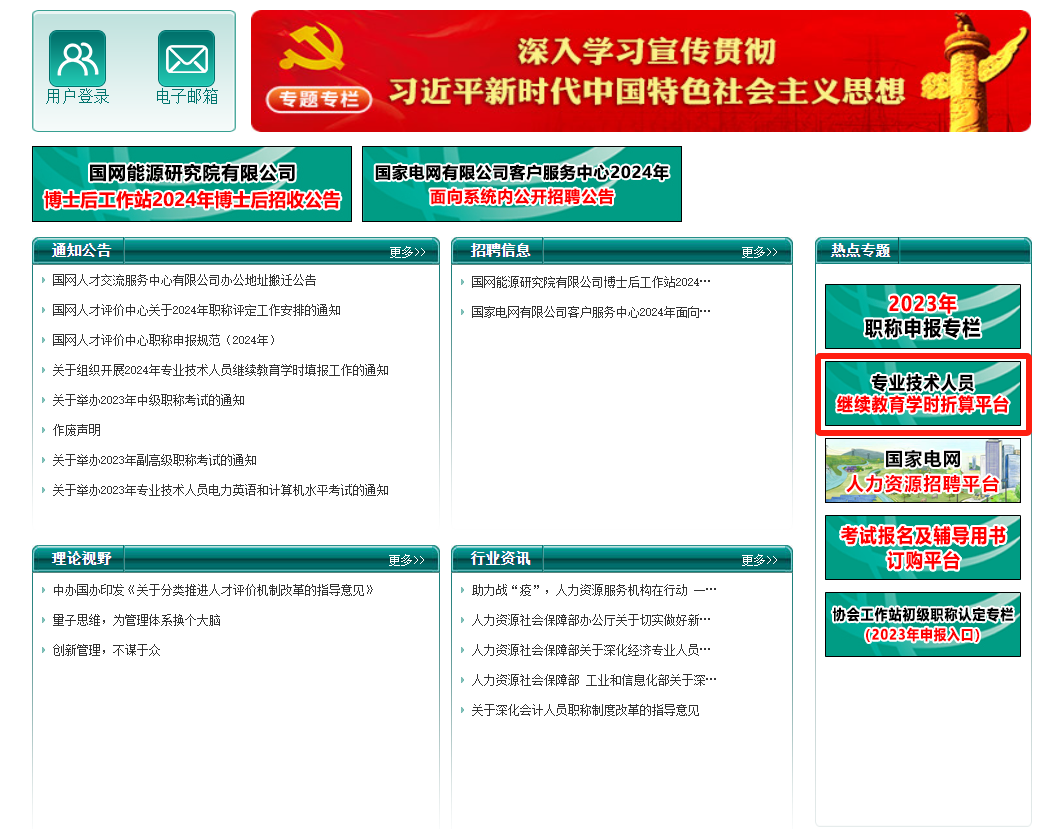 用户登录
电子邮箱
专题专栏
深入学习宣传贯彻
习近平新时代中国特色社会主义思想
国网能源研究院有限公司
博士后工作站2024年博士后招收公告
国家电网有限公司客户服务中心2024年
面向系统内公开招聘公告
通知公告
更多>>
国网人才交流服务中心有限公司办公地址搬迁公告
国网人才评价中心关于2024年职称评定工作安排的通知
国网人才评价中心职称申报规范（2024年）
关于组织开展2024年专业技术人员继续教育学时填报工作的通知
关于举办2023年中级职称考试的通知
作废声明
关于举办2023年副高级职称考试的通知
关于举办2023年专业技术人员电力英语和计算机水平考试的通知
招聘信息
更多>>
国网能源研究院有限公司博士后工作站2024…
国家电网有限公司客户服务中心2024年面向…
热点专题
2023年
职称申报专栏
专业技术人员
继续教育学时折算平台
国家电网
人力资源招聘平台
考试报名及辅导用书
订购平台
协会工作站初级职称认定专栏
(2023年申报入口)
理论视野
更多>>
中办国办印发《关于分类推进人才评价机制改革的指导意见》
量子思维，为管理体系换个大脑
创新管理，不谋于众
行业资讯
更多>>
助力战“疫”，人力资源服务机构在行动 一…
人力资源社会保障部办公厅关于切实做好新…
人力资源社会保障部关于深化经济专业人员…
人力资源社会保障部 工业和信息化部关于深…
关于深化会计人员职称制度改革的指导意见